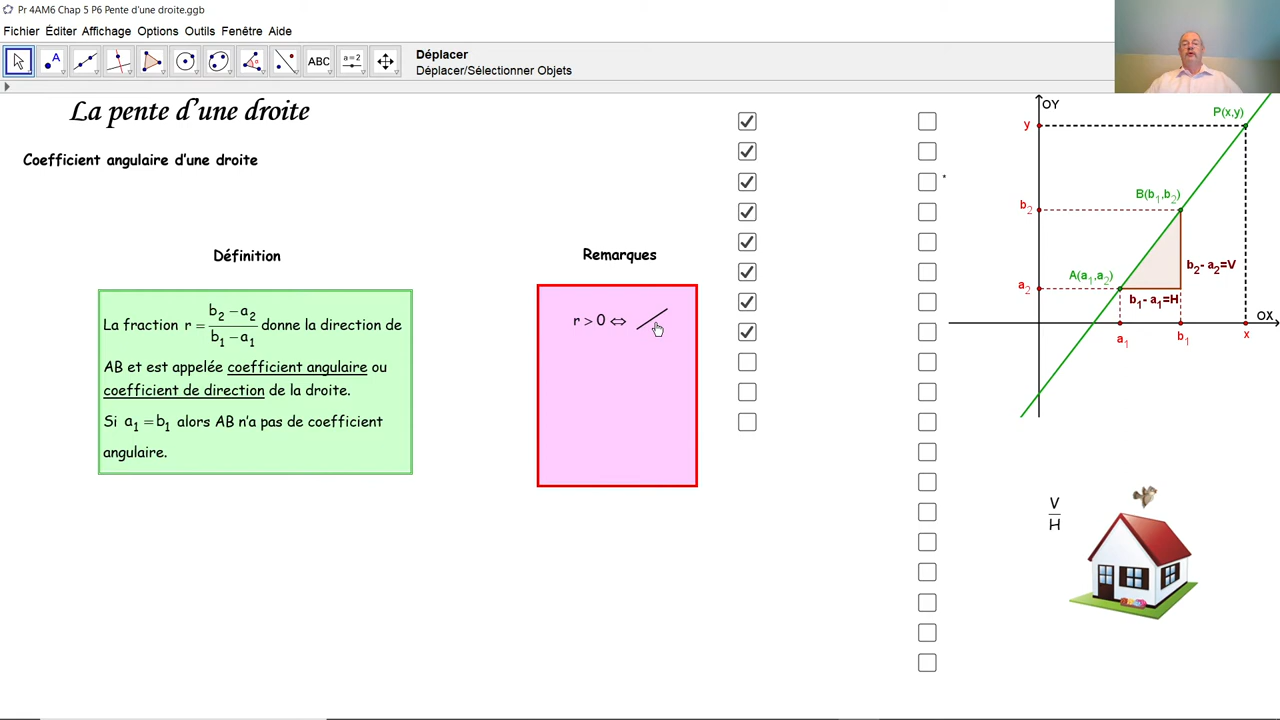 Pr 4AM6 Chap 5 P6 Pente d'une droite.ggb
Fichier Éditer Affichage Options Outils Fenêtre Aide
A
ABC
a=2
Déplacer
Déplacer/Sélectionner Objets
La pente d'une droite
Coefficient angulaire d'une droite
Définition
La fraction r = (b₂ − a₂)/(b₁ − a₁) donne la direction de
AB et est appelée coefficient angulaire ou
coefficient de direction de la droite.
Si a₁ = b₁ alors AB n'a pas de coefficient
angulaire.
Remarques
r > 0 ⇔
*
OY
P(x,y)
y
B(b₁,b₂)
b₂
b₂- a₂=V
A(a₁,a₂)
a₂
b₁- a₁=H
OX
a₁
b₁
x
V
H